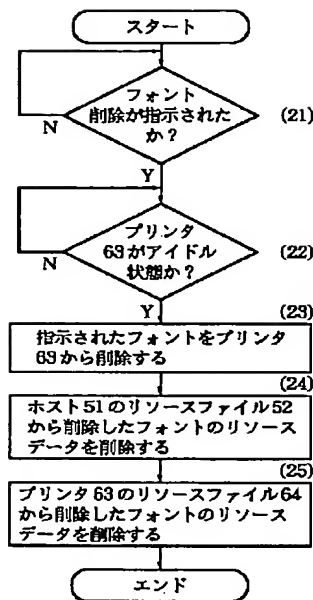 スタート
フォント
削除が指示された
か？
(21)
N
Y
プリンタ
63がアイドル
状態か？
(22)
N
Y
(23)
指示されたフォントをプリンタ
63から削除する
(24)
ホスト51のリソースファイル52
から削除したフォントのリソース
データを削除する
(25)
プリンタ63のリソースファイル64
から削除したフォントのリソース
データを削除する
エンド